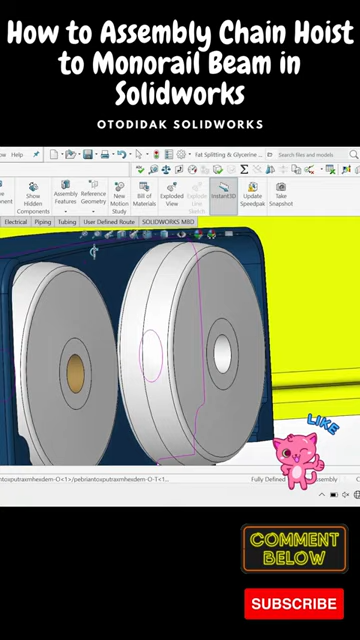 How to Assembly Chain Hoist
to Monorail Beam in
Solidworks
OTODIDAK SOLIDWORKS
Help
Fat Splitting & Glycerine ...
Search files and models
Show
Hidden
Components
Assembly
Features
Reference
Geometry
New
Motion
Study
Bill of
Materials
Exploded
View
Explode
Line
Sketch
Instant3D
Update
Speedpak
Take
Snapshot
Electrical
Piping
Tubing
User Defined Route
SOLIDWORKS MBD
LIKE
Fully Defined
COMMENT
BELOW
SUBSCRIBE